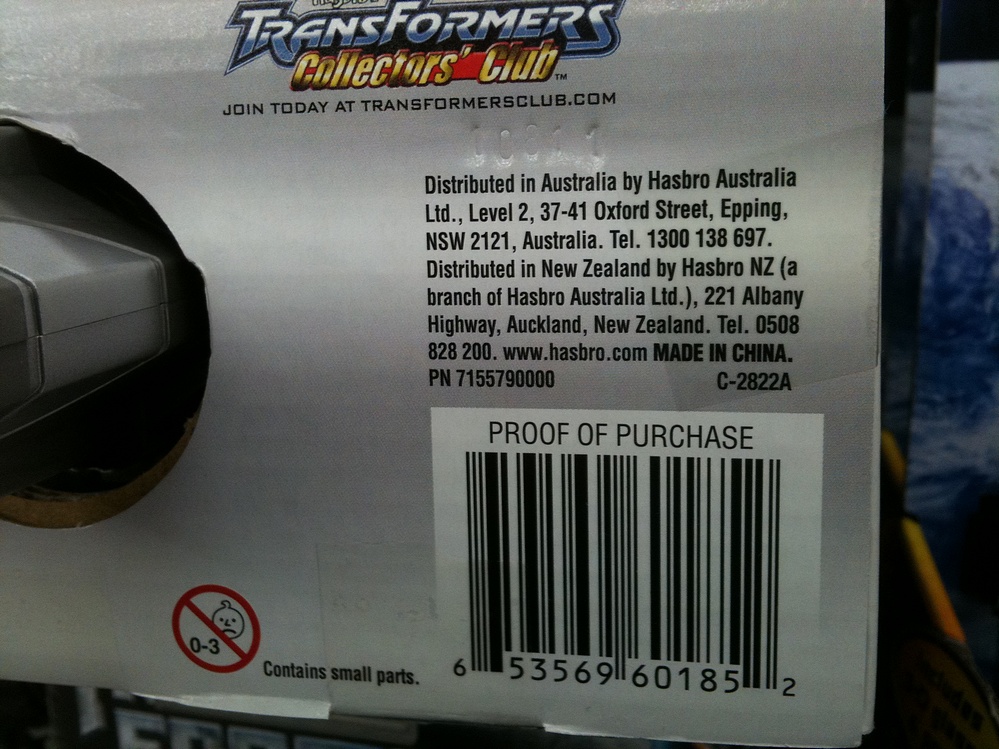 TRANSFORMERS
Collectors' Club™
JOIN TODAY AT TRANSFORMERSCLUB.COM
Distributed in Australia by Hasbro Australia
Ltd., Level 2, 37-41 Oxford Street, Epping,
NSW 2121, Australia. Tel. 1300 138 697.
Distributed in New Zealand by Hasbro NZ (a
branch of Hasbro Australia Ltd.), 221 Albany
Highway, Auckland, New Zealand. Tel. 0508
828 200. www.hasbro.com MADE IN CHINA.
PN 7155790000 C-2822A
PROOF OF PURCHASE
0-3
Contains small parts.
6 53569 60185 2